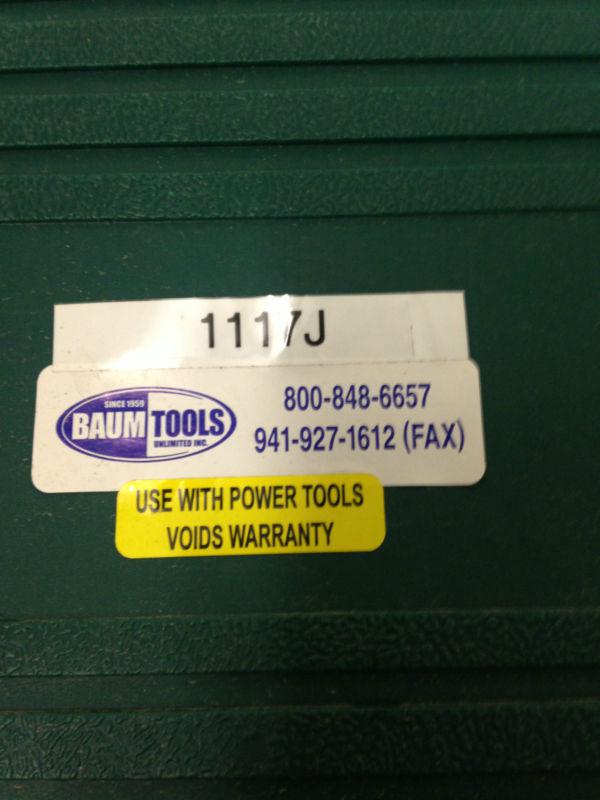 1117J
SINCE 1959
BAUM TOOLS
UNLIMITED INC.
800-848-6657
941-927-1612 (FAX)
USE WITH POWER TOOLS
VOIDS WARRANTY